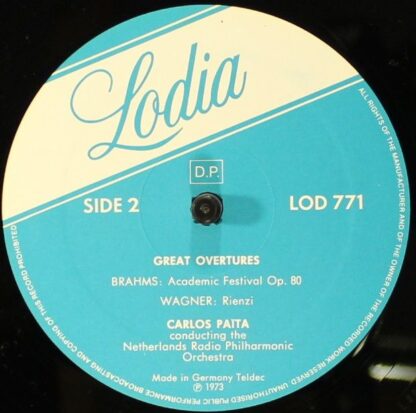 Lodia
D.P.
SIDE 2
LOD 771
GREAT OVERTURES
BRAHMS: Academic Festival Op. 80
WAGNER: Rienzi
CARLOS PAITA
conducting the
Netherlands Radio Philharmonic
Orchestra
Made in Germany Teldec
Ⓟ 1973
ALL RIGHTS OF THE MANUFACTURER AND OF THE OWNER OF THE RECORDED WORK RESERVED. UNAUTHORISED PUBLIC PERFORMANCE BROADCASTING AND COPYING OF THIS RECORD PROHIBITED